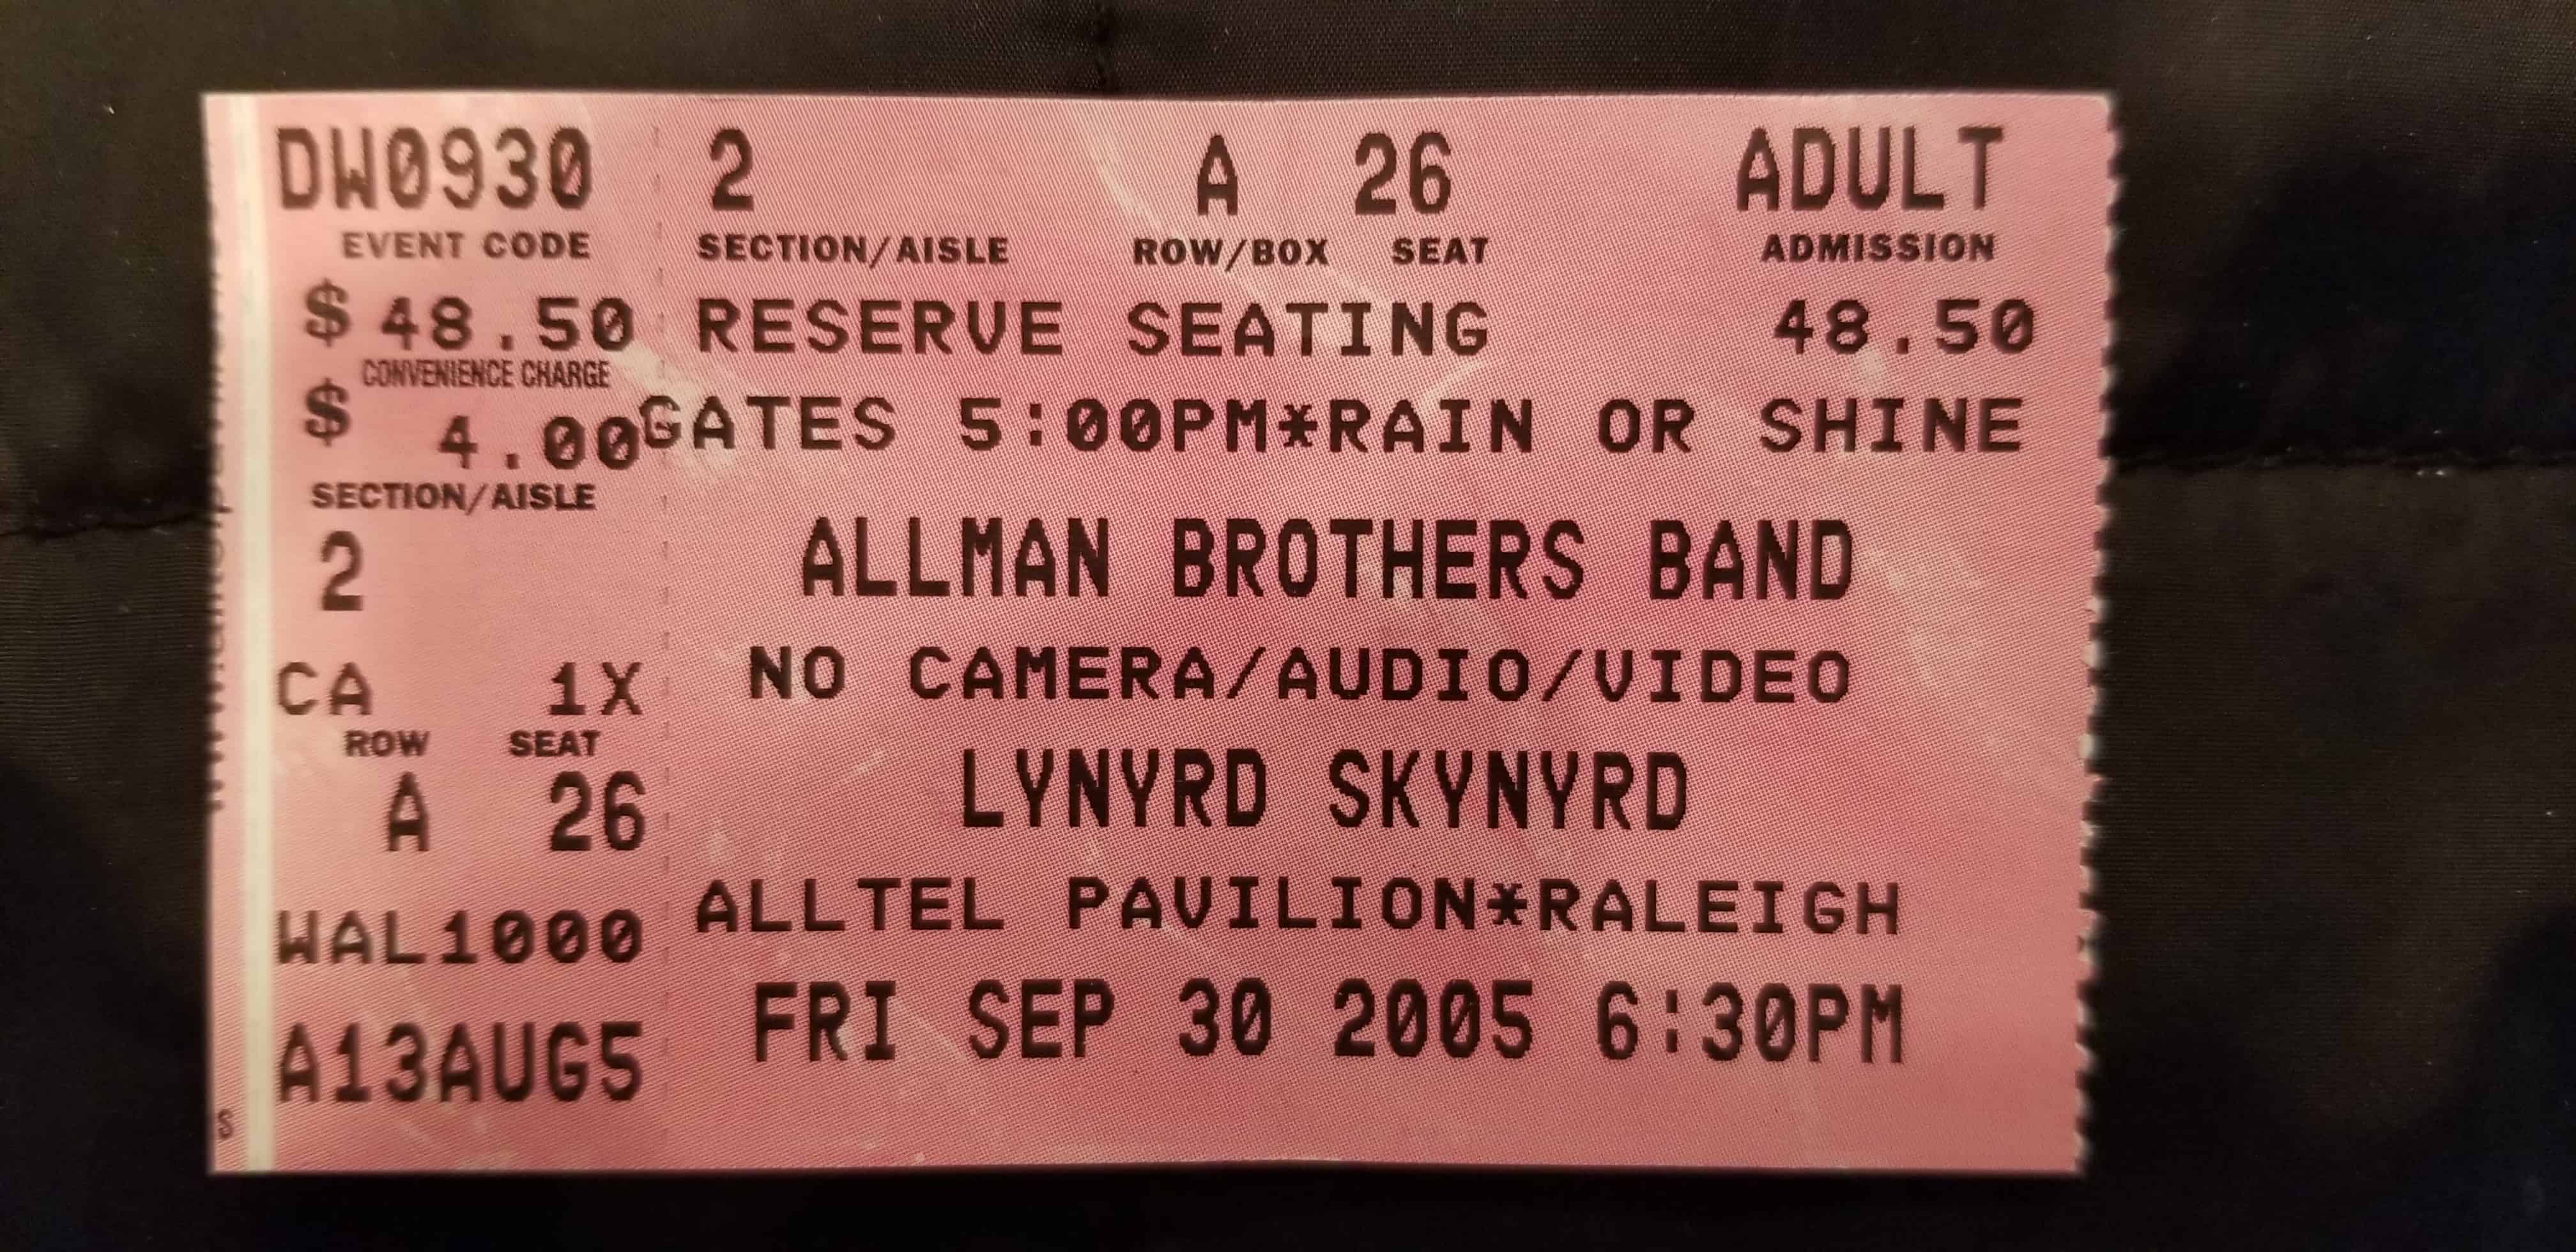 DW0930 2 A 26 ADULT
EVENT CODE SECTION/AISLE ROW/BOX SEAT ADMISSION
$ 48.50 RESERVE SEATING 48.50
CONVENIENCE CHARGE
$ 4.00 GATES 5:00PM*RAIN OR SHINE
SECTION/AISLE
2 ALLMAN BROTHERS BAND
CA 1X NO CAMERA/AUDIO/VIDEO
ROW SEAT
A 26 LYNYRD SKYNYRD
WAL1000 ALLTEL PAVILION*RALEIGH
A13AUG5 FRI SEP 30 2005 6:30PM